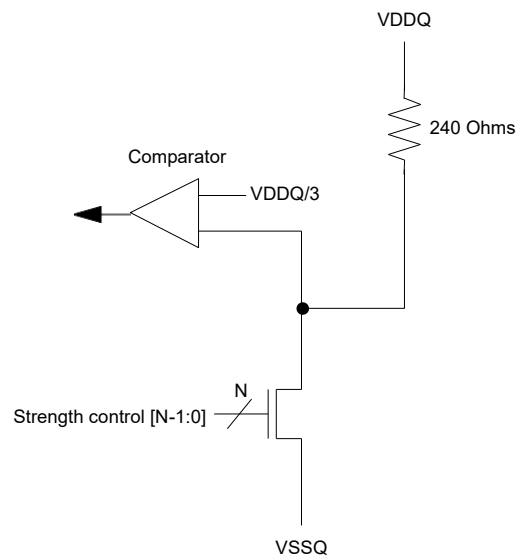 VDDQ
240 Ohms
Comparator
VDDQ/3
N
Strength control [N-1:0]
VSSQ